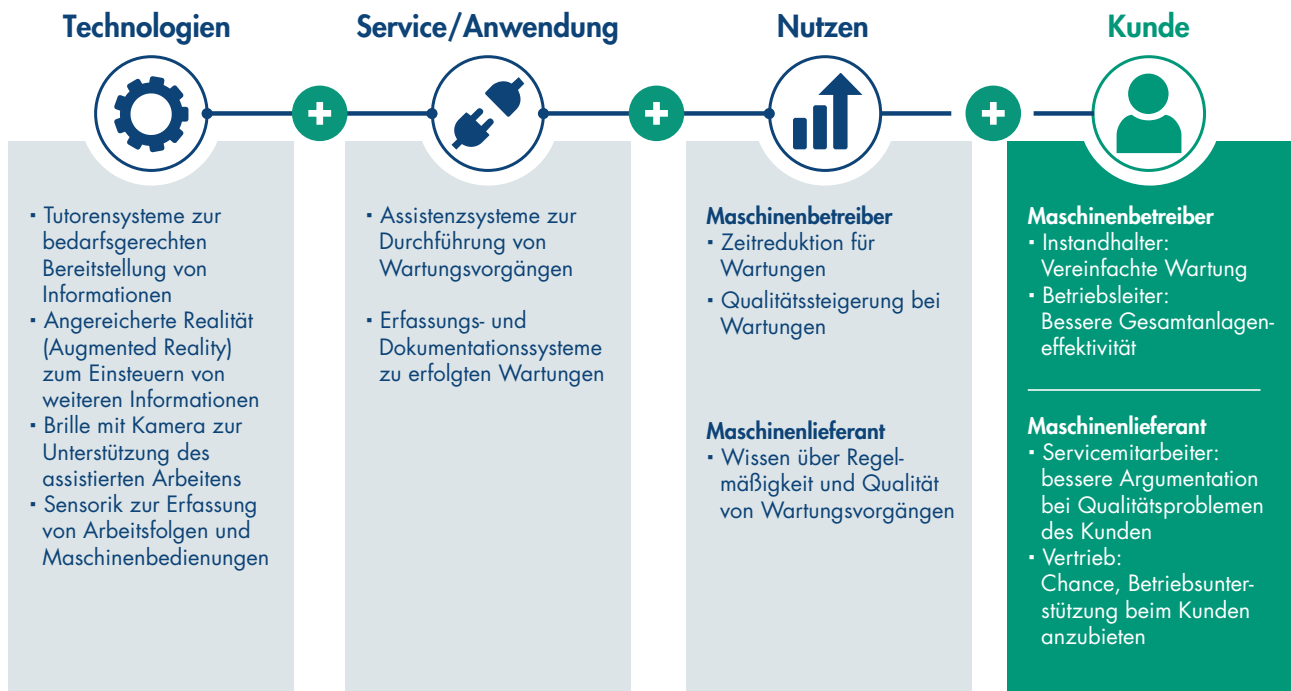 Technologien
Service/Anwendung
Nutzen
Kunde
▪ Tutorensysteme zur
bedarfsgerechten
Bereitstellung von
Informationen
▪ Angereicherte Realität
(Augmented Reality)
zum Einsteuern von
weiteren Informationen
▪ Brille mit Kamera zur
Unterstützung des
assistierten Arbeitens
▪ Sensorik zur Erfassung
von Arbeitsfolgen und
Maschinenbedienungen
▪ Assistenzsysteme zur
Durchführung von
Wartungsvorgängen
▪ Erfassungs- und
Dokumentationssysteme
zu erfolgten Wartungen
Maschinenbetreiber
▪ Zeitreduktion für
Wartungen
▪ Qualitätssteigerung bei
Wartungen
Maschinenlieferant
▪ Wissen über Regel-
mäßigkeit und Qualität
von Wartungsvorgängen
Maschinenbetreiber
▪ Instandhalter:
Vereinfachte Wartung
▪ Betriebsleiter:
Bessere Gesamtanlagen-
effektivität
Maschinenlieferant
▪ Servicemitarbeiter:
bessere Argumentation
bei Qualitätsproblemen
des Kunden
▪ Vertrieb:
Chance, Betriebsunter-
stützung beim Kunden
anzubieten